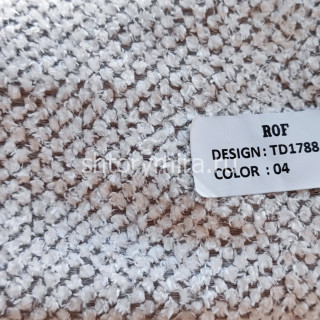 ROF
DESIGN : TD1788
COLOR : 04